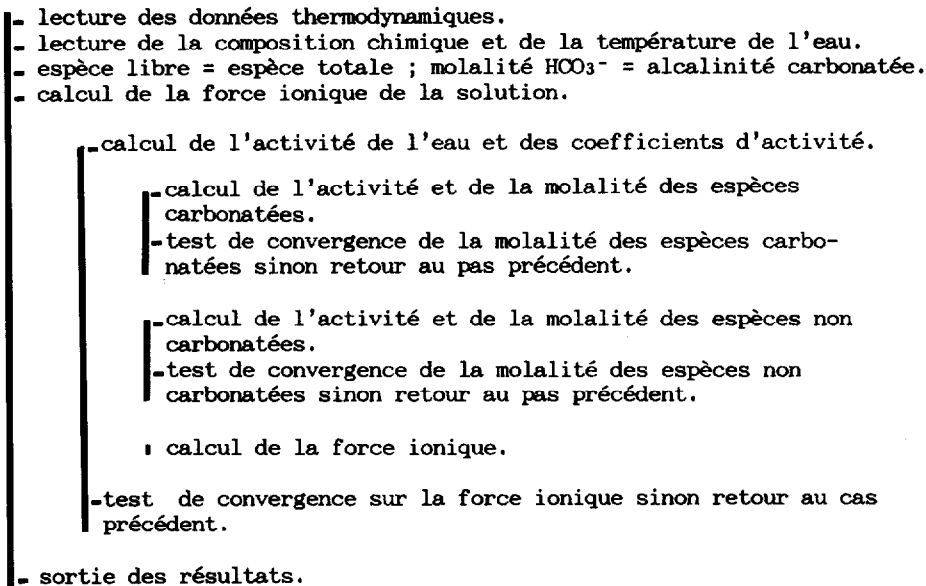 - lecture des données thermodynamiques.
- lecture de la composition chimique et de la température de l'eau.
- espèce libre = espèce totale ; molalité HCO₃⁻ = alcalinité carbonatée.
- calcul de la force ionique de la solution.
-calcul de l'activité de l'eau et des coefficients d'activité.
-calcul de l'activité et de la molalité des espèces
carbonatées.
-test de convergence de la molalité des espèces carbo-
natées sinon retour au pas précédent.
-calcul de l'activité et de la molalité des espèces non
carbonatées.
-test de convergence de la molalité des espèces non
carbonatées sinon retour au pas précédent.
calcul de la force ionique.
-test de convergence sur la force ionique sinon retour au cas
précédent.
- sortie des résultats.